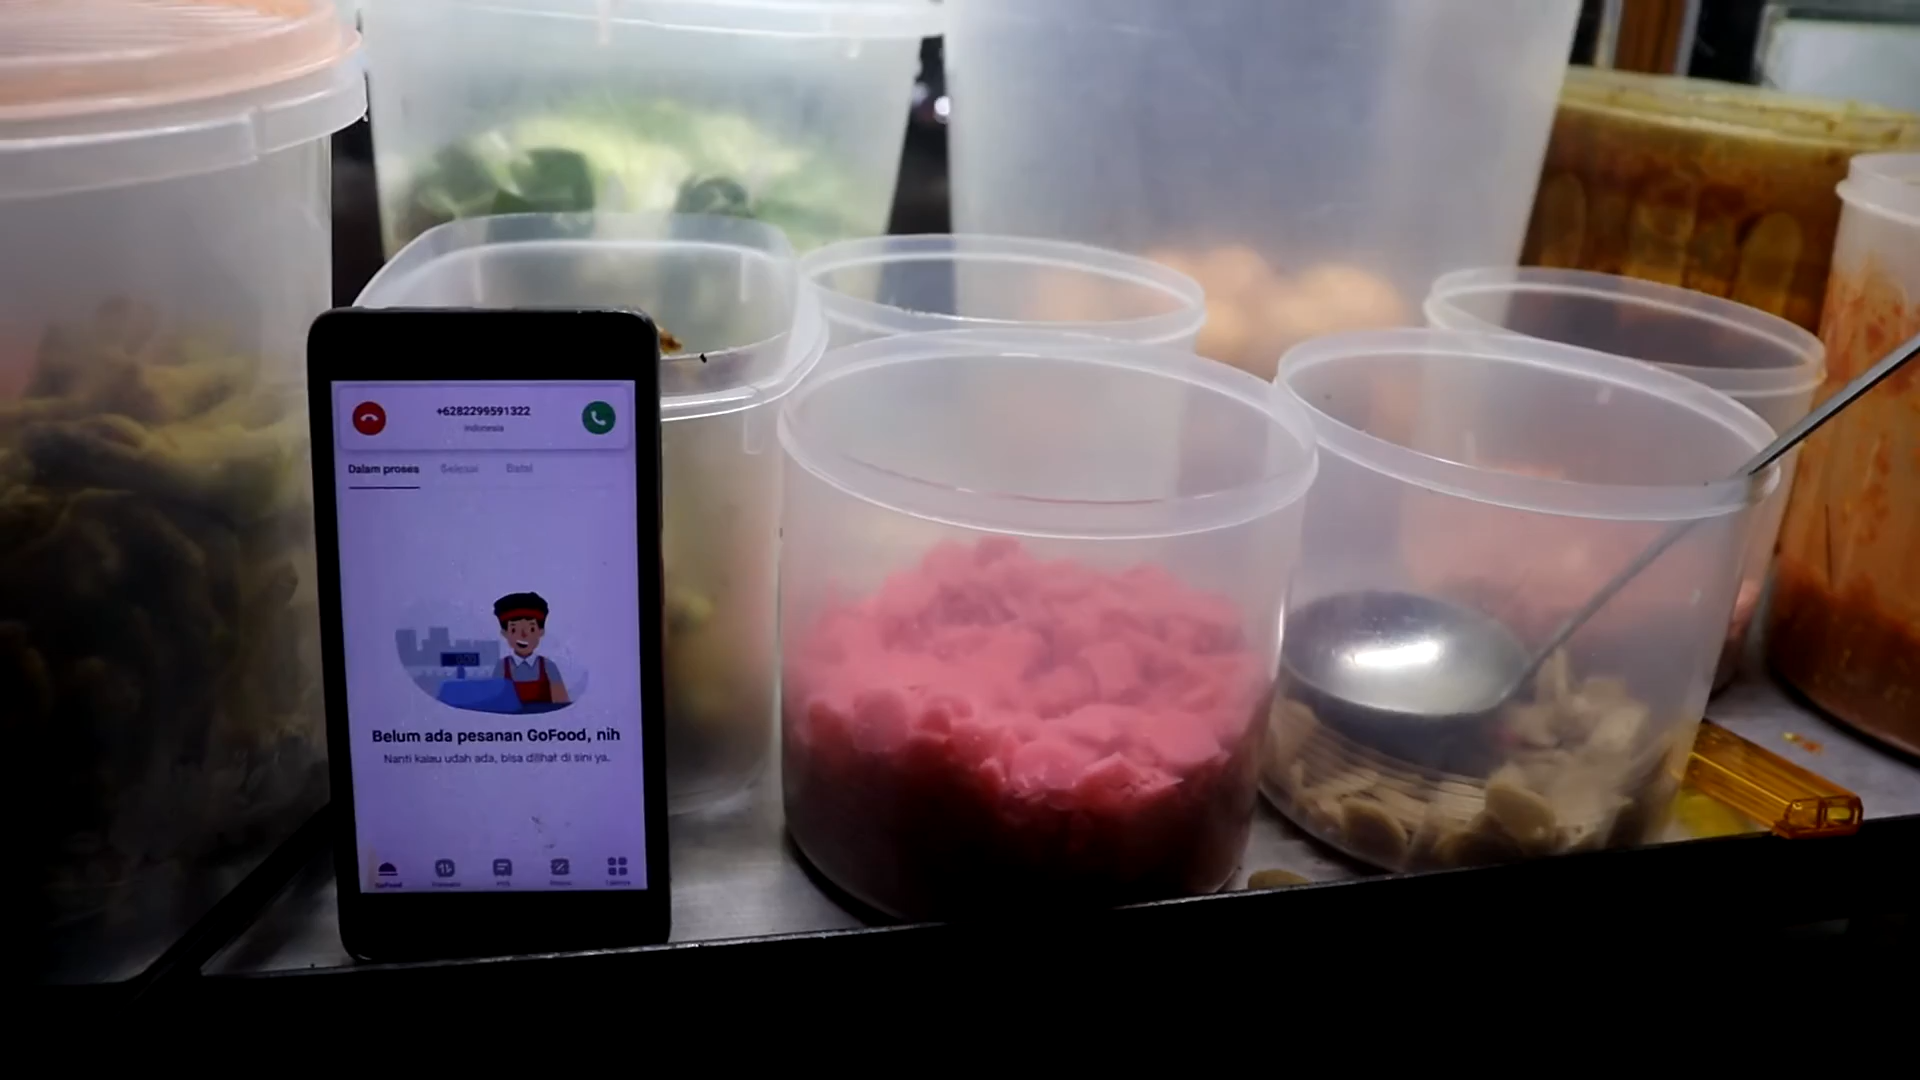 +6282299591322
Indonesia
Dalam proses Selesai Batal
Belum ada pesanan GoFood, nih
Nanti kalau udah ada, bisa dilihat di sini ya.
GoFood